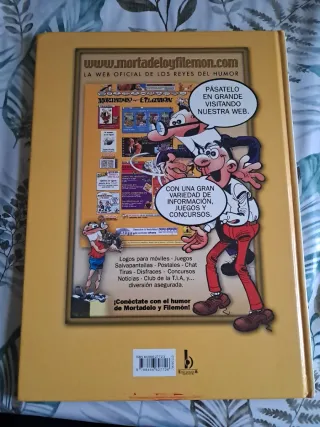 www.mortadeloyfilemon.com
LA WEB OFICIAL DE LOS REYES DEL HUMOR
MORTADELO Y FILEMÓN
PÁSATELO
EN GRANDE
VISITANDO
NUESTRA WEB.
CON UNA GRAN
VARIEDAD DE
INFORMACIÓN,
JUEGOS Y
CONCURSOS.
Logos para móviles - Juegos
Salvapantallas - Postales - Chat
Tiras - Disfraces - Concursos
Noticias - Club de la T.I.A, y...
diversión asegurada.
¡Conéctate con el humor
de Mortadelo y Filemón!